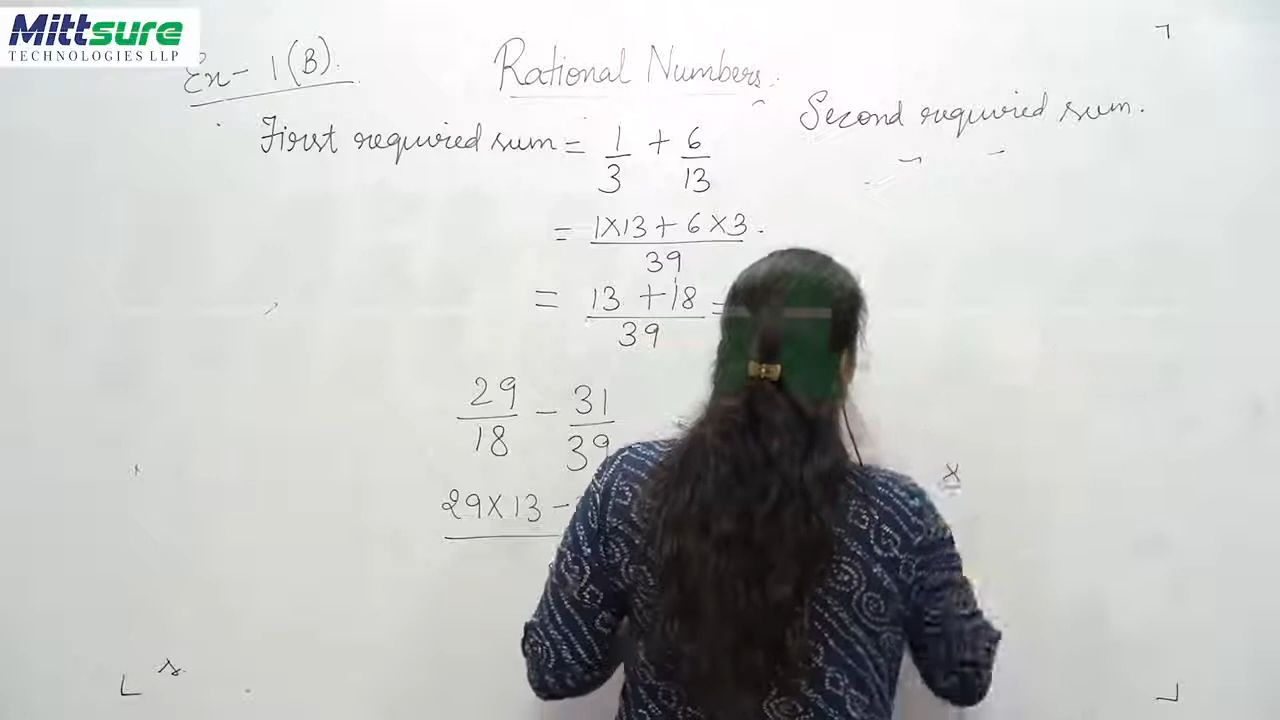 Mittsure
TECHNOLOGIES LLP
Ex - 1(B).
Rational Numbers.
First required sum = 1/3 + 6/13
Second required sum.
= 1×13 + 6×3 / 39
= 13 + 18 / 39
29/18 - 31/39
29×13 -